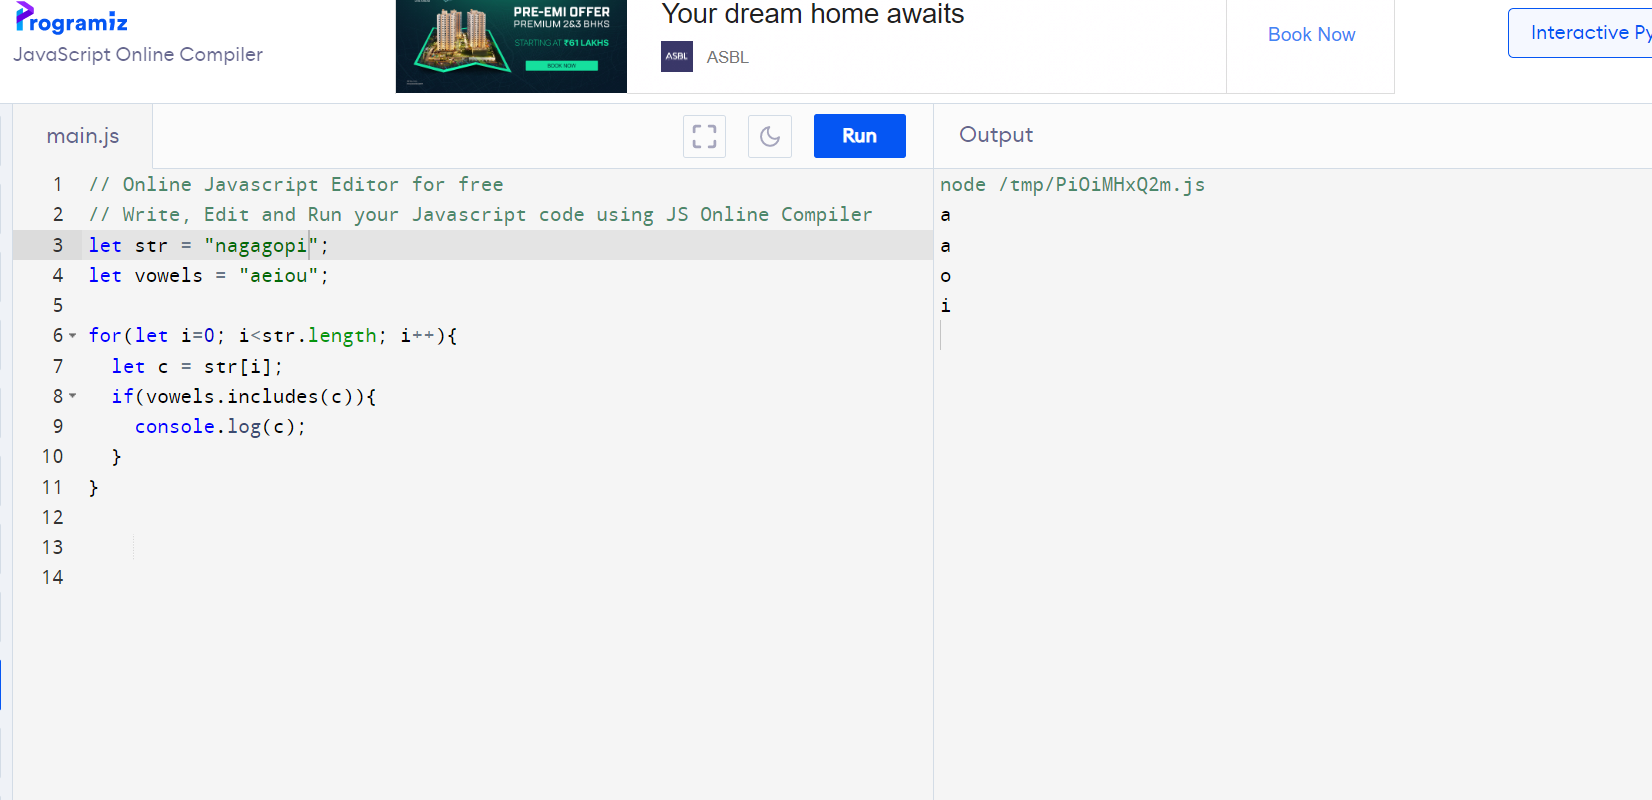 Programiz
JavaScript Online Compiler
PRE-EMI OFFER
PREMIUM 2&3 BHKS
STARTING AT ₹61 LAKHS
BOOK NOW
Your dream home awaits
ASBL
ASBL
Book Now
Interactive Py
main.js
Run
Output
1 // Online Javascript Editor for free
2 // Write, Edit and Run your Javascript code using JS Online Compiler
3 let str = "nagagopi";
4 let vowels = "aeiou";
5
6 for(let i=0; i<str.length; i++){
7 let c = str[i];
8 if(vowels.includes(c)){
9 console.log(c);
10 }
11 }
12
13
14
node /tmp/PiOiMHxQ2m.js
a
a
o
i